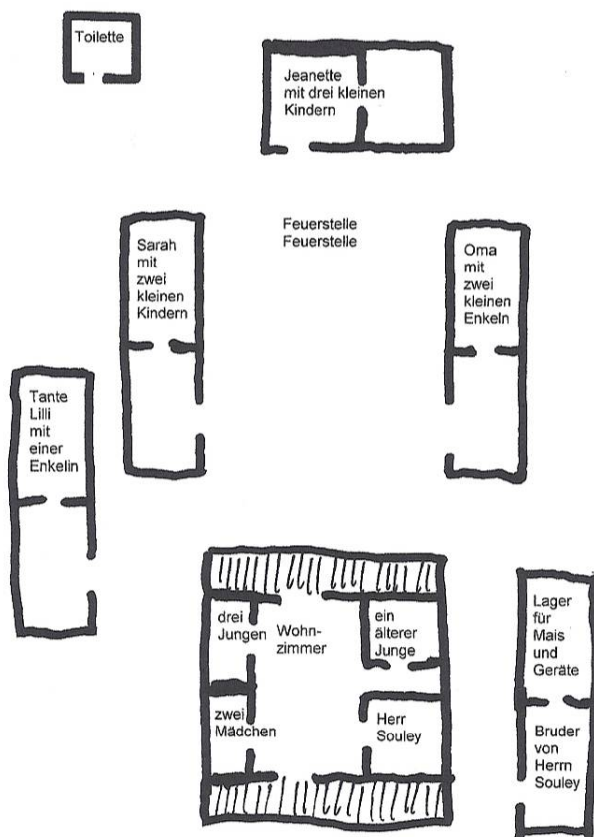 Toilette
Jeanette
mit drei kleinen
Kindern
Feuerstelle
Feuerstelle
Sarah
mit
zwei
kleinen
Kindern
Oma
mit
zwei
kleinen
Enkeln
Tante
Lilli
mit
einer
Enkelin
drei
Jungen
Wohn-
zimmer
ein
älterer
Junge
zwei
Mädchen
Herr
Souley
Lager
für
Mais
und
Geräte
Bruder
von
Herrn
Souley